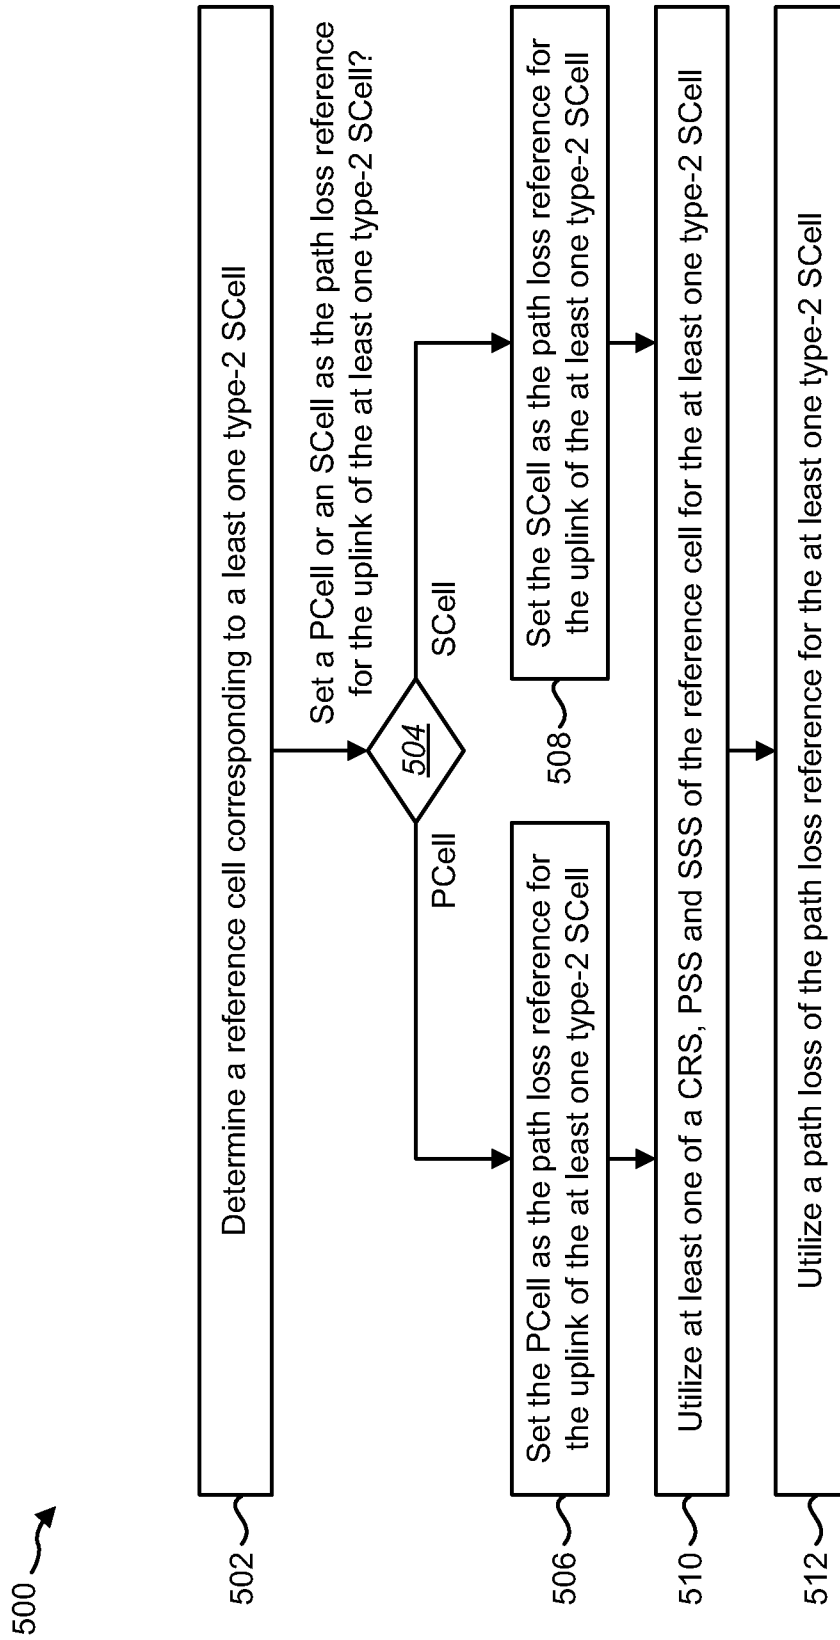 500
502
Determine a reference cell corresponding to a least one type-2 SCell
Set a PCell or an SCell as the path loss reference
for the uplink of the at least one type-2 SCell?
504
PCell
SCell
506
Set the PCell as the path loss reference for
the uplink of the at least one type-2 SCell
508
Set the SCell as the path loss reference for
the uplink of the at least one type-2 SCell
510
Utilize at least one of a CRS, PSS and SSS of the reference cell for the at least one type-2 SCell
512
Utilize a path loss of the path loss reference for the at least one type-2 SCell